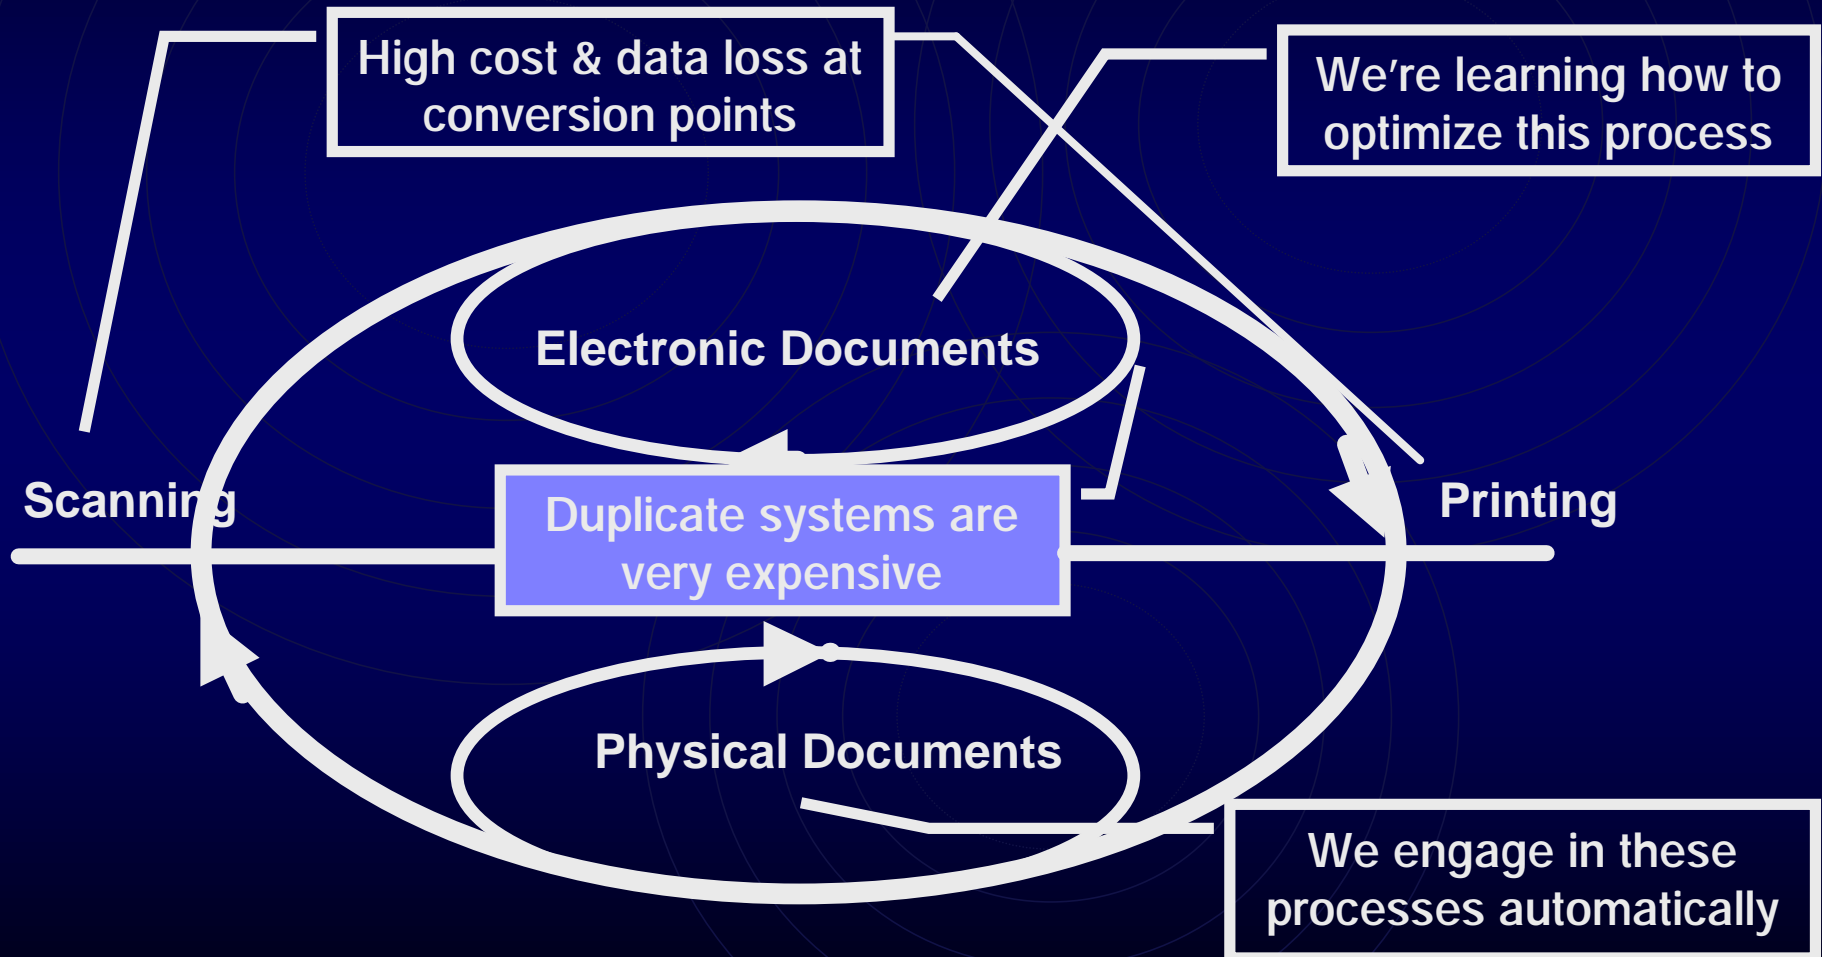 High cost & data loss at
conversion points
We're learning how to
optimize this process
Electronic Documents
Scanning
Duplicate systems are
very expensive
Printing
Physical Documents
We engage in these
processes automatically